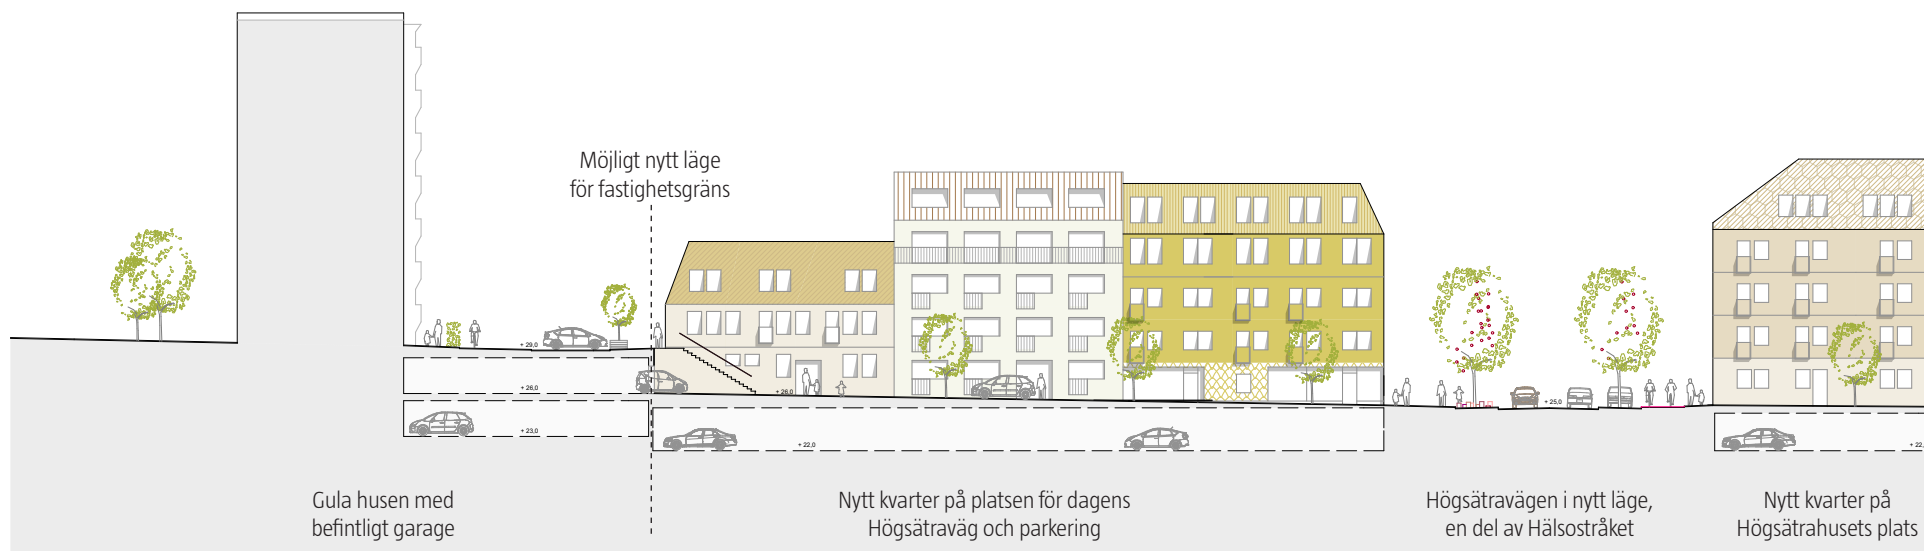 Möjligt nytt läge
för fastighetsgräns
+ 29,0
+ 26,0
+ 26,0
+ 25,0
+ 23,0
+ 22,0
+ 22,
Gula husen med
befintligt garage
Nytt kvarter på platsen för dagens
Högsätraväg och parkering
Högsätravägen i nytt läge,
en del av Hälsostråket
Nytt kvarter på
Högsätrahusets plats